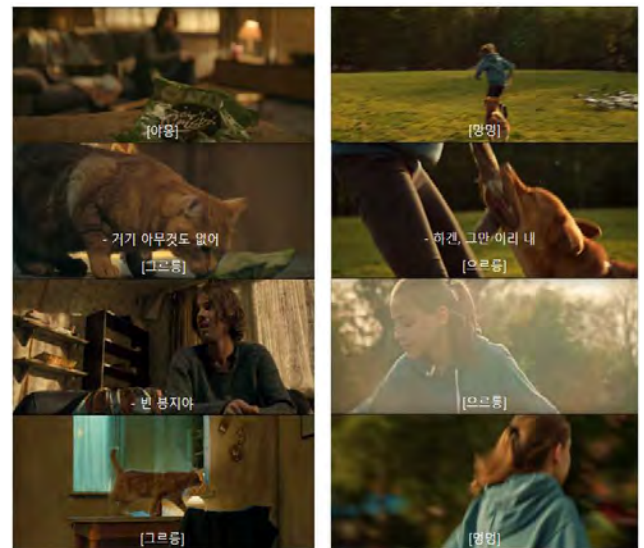 [야옹]
- 거기 아무것도 없어
[그르릉]
- 빈 봉지야
[그르릉]
[멍멍]
- 하겐, 그만 이리 내
[으르릉]
[으르릉]
[멍멍]